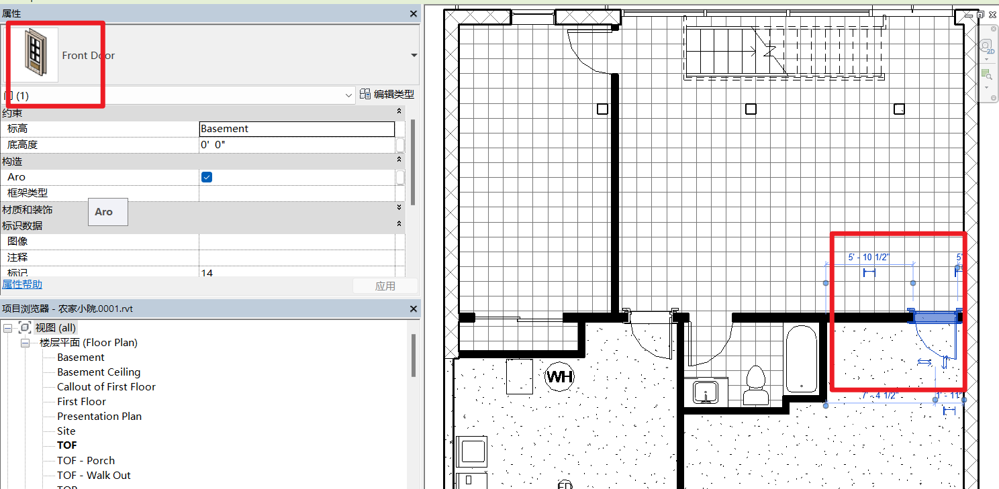 属性
Front Door
门 (1)
编辑类型
约束
标高
Basement
底高度
0' 0"
构造
Aro
框架类型
材质和装饰
Aro
标识数据
图像
注释
标记
14
属性帮助
应用
项目浏览器 - 农家小院.0001.rvt
视图 (all)
楼层平面 (Floor Plan)
Basement
Basement Ceiling
Callout of First Floor
First Floor
Presentation Plan
Site
TOF
TOF - Porch
TOF - Walk Out
TOP
2D
5' - 10 1/2"
5'
WH
7' - 4 1/2"
1' - 11"
FD